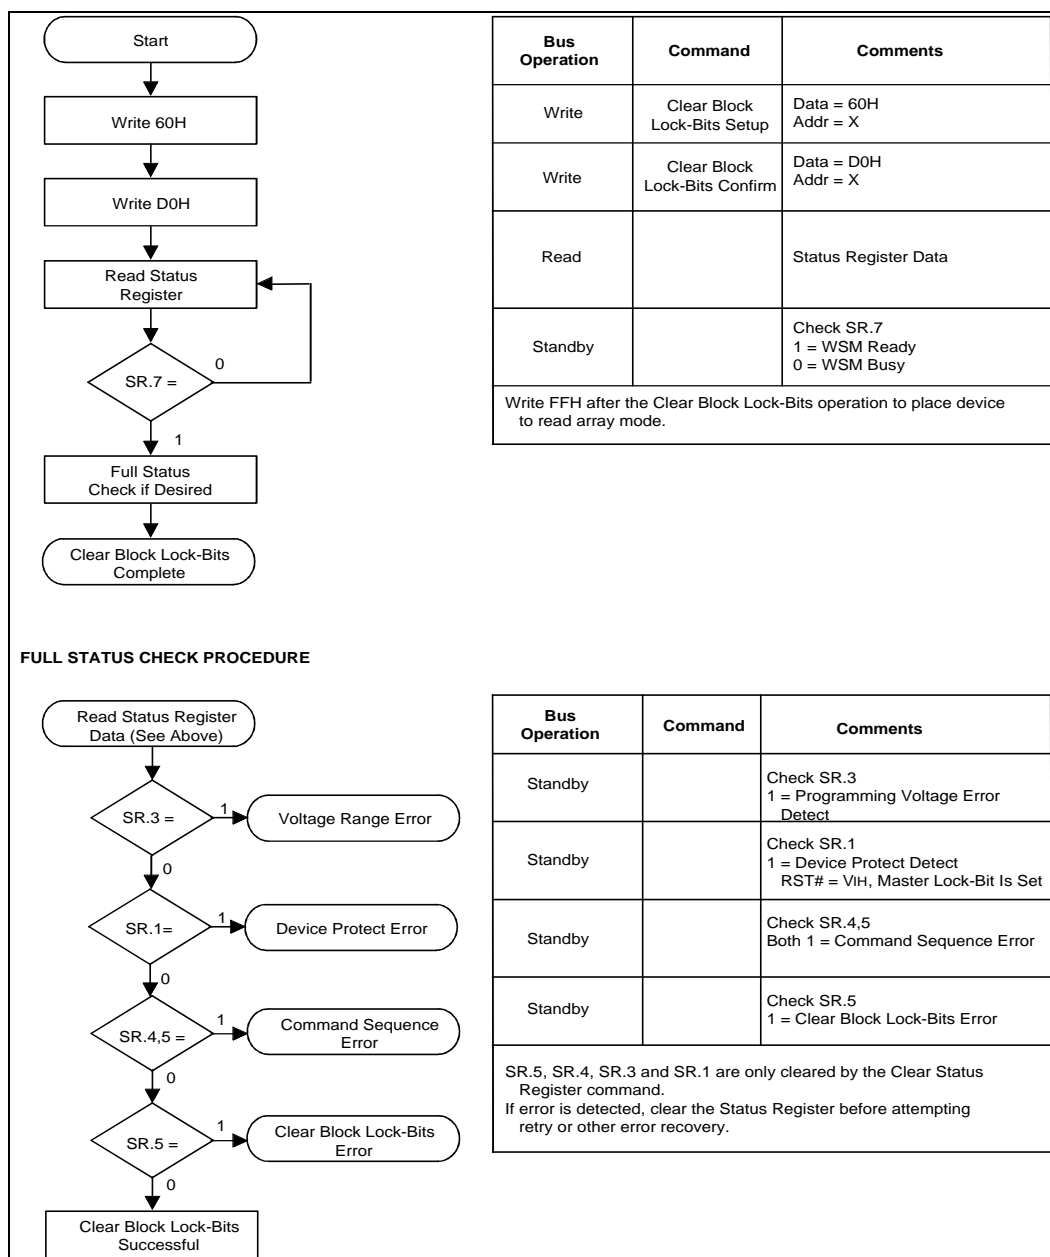 Start
Write 60H
Write D0H
Read Status
Register
SR.7 =
0
1
Full Status
Check if Desired
Clear Block Lock-Bits
Complete
Bus
Operation
Command
Comments
Write
Clear Block
Lock-Bits Setup
Data = 60H
Addr = X
Write
Clear Block
Lock-Bits Confirm
Data = D0H
Addr = X
Read
Status Register Data
Standby
Check SR.7
1 = WSM Ready
0 = WSM Busy
Write FFH after the Clear Block Lock-Bits operation to place device
to read array mode.
FULL STATUS CHECK PROCEDURE
Read Status Register
Data (See Above)
SR.3 =
1
Voltage Range Error
0
SR.1=
1
Device Protect Error
0
SR.4,5 =
1
Command Sequence
Error
0
SR.5 =
1
Clear Block Lock-Bits
Error
0
Clear Block Lock-Bits
Successful
Bus
Operation
Command
Comments
Standby
Check SR.3
1 = Programming Voltage Error
Detect
Standby
Check SR.1
1 = Device Protect Detect
RST# = VIH, Master Lock-Bit Is Set
Standby
Check SR.4,5
Both 1 = Command Sequence Error
Standby
Check SR.5
1 = Clear Block Lock-Bits Error
SR.5, SR.4, SR.3 and SR.1 are only cleared by the Clear Status
Register command.
If error is detected, clear the Status Register before attempting
retry or other error recovery.